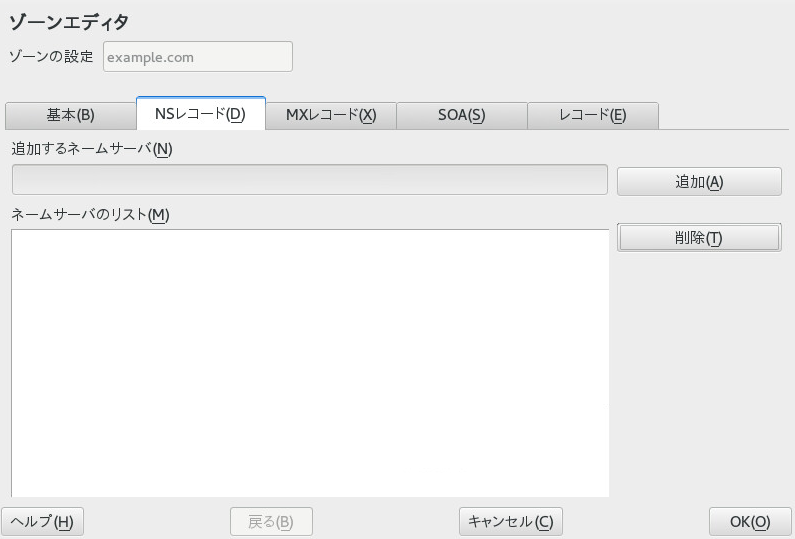 ゾーンエディタ
ゾーンの設定 example.com
基本(B) NSレコード(D) MXレコード(X) SOA(S) レコード(E)
追加するネームサーバ(N)
追加(A)
ネームサーバのリスト(M)
削除(T)
ヘルプ(H) 戻る(B) キャンセル(C) OK(O)